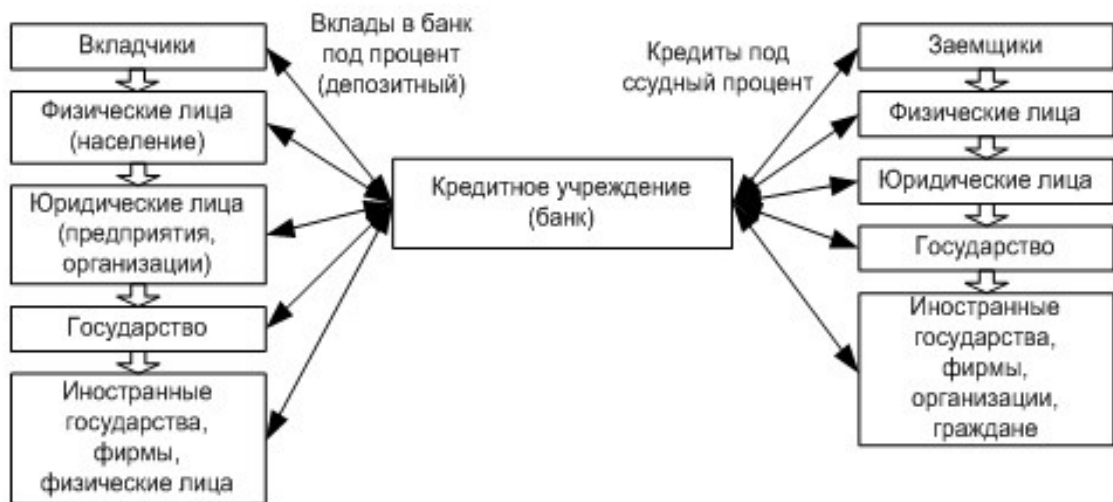 Вкладчики
Физические лица
(население)
Юридические лица
(предприятия,
организации)
Государство
Иностранные
государства,
фирмы,
физические лица
Вклады в банк
под процент
(депозитный)
Кредитное учреждение
(банк)
Кредиты под
ссудный процент
Заемщики
Физические лица
Юридические лица
Государство
Иностранные
государства,
фирмы,
организации,
граждане